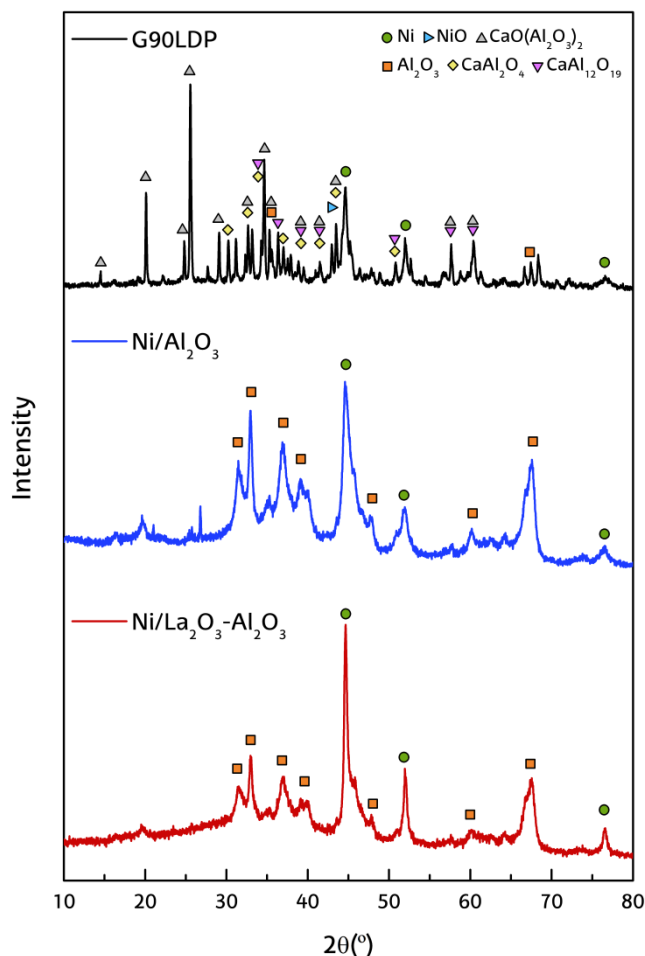 G90LDP
Ni NiO CaO(Al₂O₃)₂
Al₂O₃ CaAl₂O₄ CaAl₁₂O₁₉
Ni/Al₂O₃
Ni/La₂O₃-Al₂O₃
Intensity
10 20 30 40 50 60 70 80
2θ(º)